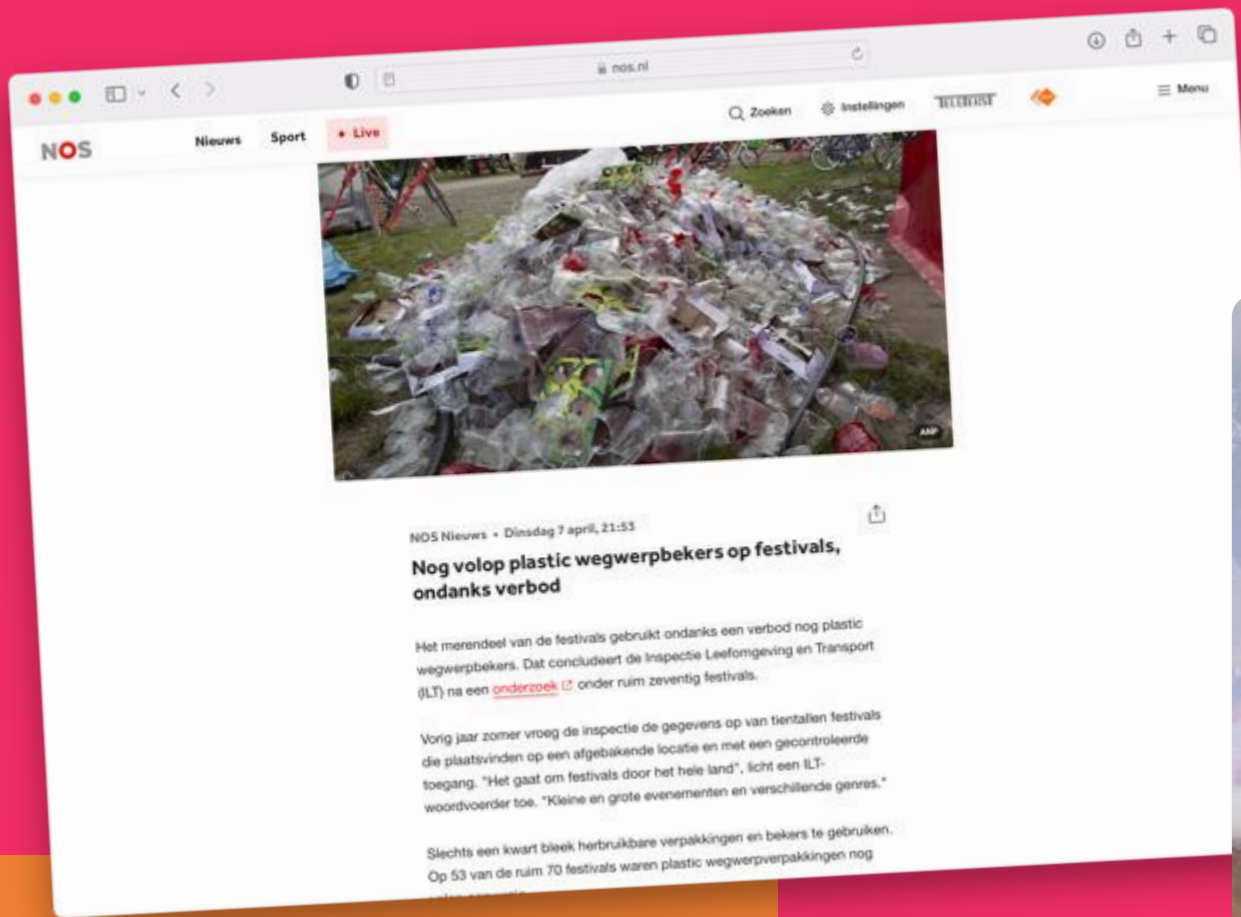 nos.nl
NOS
Nieuws
Sport
• Live
Zoeken
Instellingen
TELETEKST
Menu
ANP
NOS Nieuws • Dinsdag 7 april, 21:53
Nog volop plastic wegwerpbekers op festivals,
ondanks verbod
Het merendeel van de festivals gebruikt ondanks een verbod nog plastic
wegwerpbekers. Dat concludeert de Inspectie Leefomgeving en Transport
(ILT) na een onderzoek onder ruim zeventig festivals.
Vorig jaar zomer vroeg de inspectie de gegevens op van tientallen festivals
die plaatsvinden op een afgebakende locatie en met een gecontroleerde
toegang. "Het gaat om festivals door het hele land", licht een ILT-
woordvoerder toe. "Kleine en grote evenementen en verschillende genres."
Slechts een kwart bleek herbruikbare verpakkingen en bekers te gebruiken.
Op 53 van de ruim 70 festivals waren plastic wegwerpverpakkingen nog